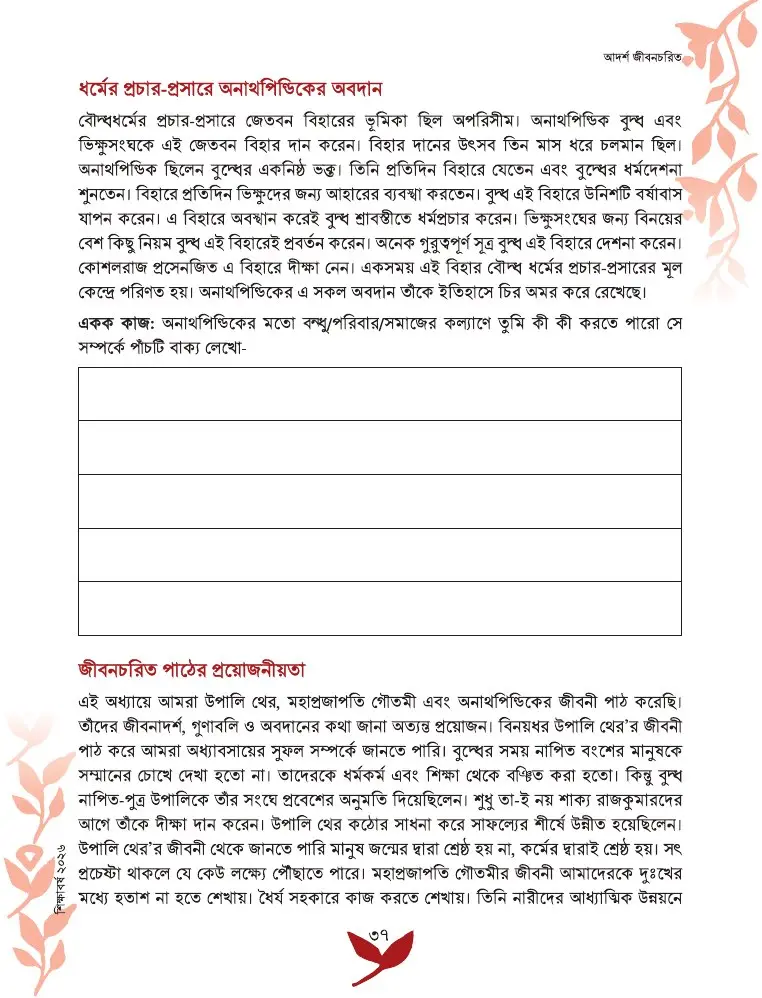 আদর্শ জীবনচরিত
ধর্মের প্রচার-প্রসারে অনাথপিন্ডিকের অবদান
বৌদ্ধধর্মের প্রচার-প্রসারে জেতবন বিহারের ভূমিকা ছিল অপরিসীম। অনাথপিন্ডিক বুদ্ধ এবং
ভিক্ষুসংঘকে এই জেতবন বিহার দান করেন। বিহার দানের উৎসব তিন মাস ধরে চলমান ছিল।
অনাথপিন্ডিক ছিলেন বুদ্ধের একনিষ্ঠ ভক্ত। তিনি প্রতিদিন বিহারে যেতেন এবং বুদ্ধের ধর্মদেশনা
শুনতেন। বিহারে প্রতিদিন ভিক্ষুদের জন্য আহারের ব্যবস্থা করতেন। বুদ্ধ এই বিহারে উনিশটি বর্ষাবাস
যাপন করেন। এ বিহারে অবস্থান করেই বুদ্ধ শ্রাবস্তীতে ধর্মপ্রচার করেন। ভিক্ষুসংঘের জন্য বিনয়ের
বেশ কিছু নিয়ম বুদ্ধ এই বিহারেই প্রবর্তন করেন। অনেক গুরুত্বপূর্ণ সূত্র বুদ্ধ এই বিহারে দেশনা করেন।
কোশলরাজ প্রসেনজিত এ বিহারে দীক্ষা নেন। একসময় এই বিহার বৌদ্ধ ধর্মের প্রচার-প্রসারের মূল
কেন্দ্রে পরিণত হয়। অনাথপিন্ডিকের এ সকল অবদান তাঁকে ইতিহাসে চির অমর করে রেখেছে।
একক কাজ: অনাথপিন্ডিকের মতো বন্ধু/পরিবার/সমাজের কল্যাণে তুমি কী কী করতে পারো সে
সম্পর্কে পাঁচটি বাক্য লেখো-
জীবনচরিত পাঠের প্রয়োজনীয়তা
এই অধ্যায়ে আমরা উপালি থের, মহাপ্রজাপতি গৌতমী এবং অনাথপিন্ডিকের জীবনী পাঠ করেছি।
তাঁদের জীবনাদর্শ, গুণাবলি ও অবদানের কথা জানা অত্যন্ত প্রয়োজন। বিনয়ধর উপালি থের’র জীবনী
পাঠ করে আমরা অধ্যাবসায়ের সুফল সম্পর্কে জানতে পারি। বুদ্ধের সময় নাপিত বংশের মানুষকে
সম্মানের চোখে দেখা হতো না। তাদেরকে ধর্মকর্ম এবং শিক্ষা থেকে বঞ্চিত করা হতো। কিন্তু বুদ্ধ
নাপিত-পুত্র উপালিকে তাঁর সংঘে প্রবেশের অনুমতি দিয়েছিলেন। শুধু তা-ই নয় শাক্য রাজকুমারদের
আগে তাঁকে দীক্ষা দান করেন। উপালি থের কঠোর সাধনা করে সাফল্যের শীর্ষে উন্নীত হয়েছিলেন।
উপালি থের’র জীবনী থেকে জানতে পারি মানুষ জন্মের দ্বারা শ্রেষ্ঠ হয় না, কর্মের দ্বারাই শ্রেষ্ঠ হয়। সৎ
প্রচেষ্টা থাকলে যে কেউ লক্ষ্যে পৌঁছাতে পারে। মহাপ্রজাপতি গৌতমীর জীবনী আমাদেরকে দুঃখের
মধ্যে হতাশ না হতে শেখায়। ধৈর্য সহকারে কাজ করতে শেখায়। তিনি নারীদের আধ্যাত্মিক উন্নয়নে
শিক্ষাবর্ষ ২০২৬
৩৭